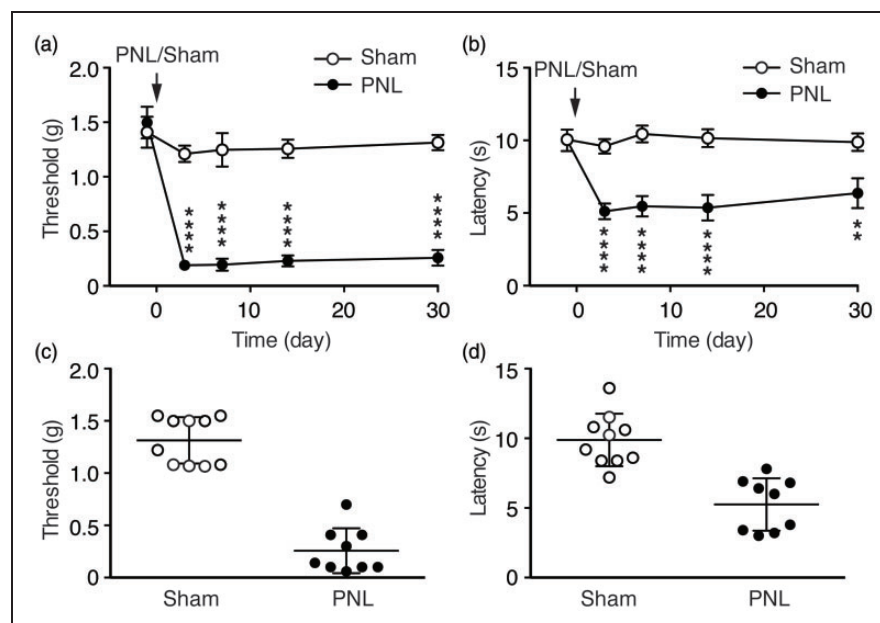 (a)
PNL/Sham
Sham
PNL
2.0
1.5
1.0
0.5
0
Threshold (g)
****
****
****
****
0 10 20 30
Time (day)
(b)
PNL/Sham
Sham
PNL
15
10
5
0
Latency (s)
****
****
****
**
0 10 20 30
Time (day)
(c)
2.0
1.5
1.0
0.5
0
Threshold (g)
Sham PNL
(d)
15
10
5
0
Latency (s)
Sham PNL